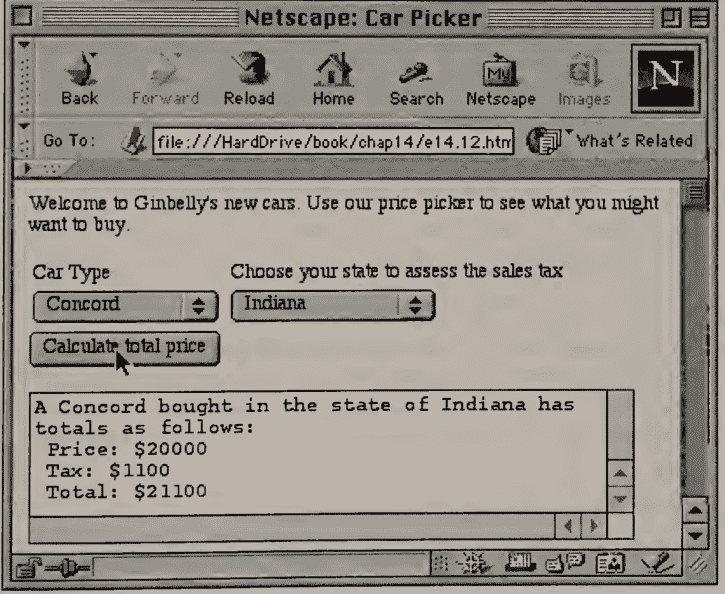 Netscape: Car Picker
Back Forward Reload Home Search Netscape Images N
My
Go To: file:///HardDrive/book/chap14/e14.12.htm What's Related
Welcome to Ginbelly's new cars. Use our price picker to see what you might
want to buy.
Car Type Choose your state to assess the sales tax
Concord Indiana
Calculate total price
A Concord bought in the state of Indiana has
totals as follows:
Price: $20000
Tax: $1100
Total: $21100